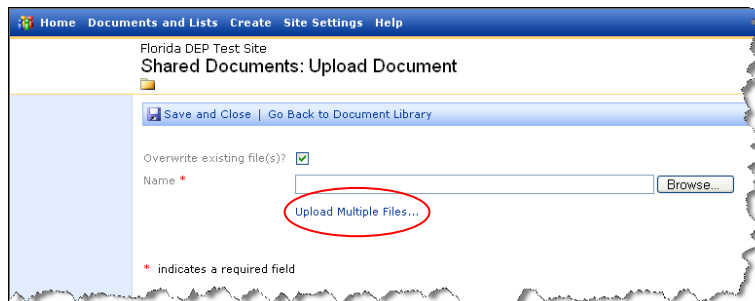 Home Documents and Lists Create Site Settings Help
Florida DEP Test Site
Shared Documents: Upload Document
Save and Close | Go Back to Document Library
Overwrite existing file(s)?
Name * Browse...
Upload Multiple Files...
* indicates a required field